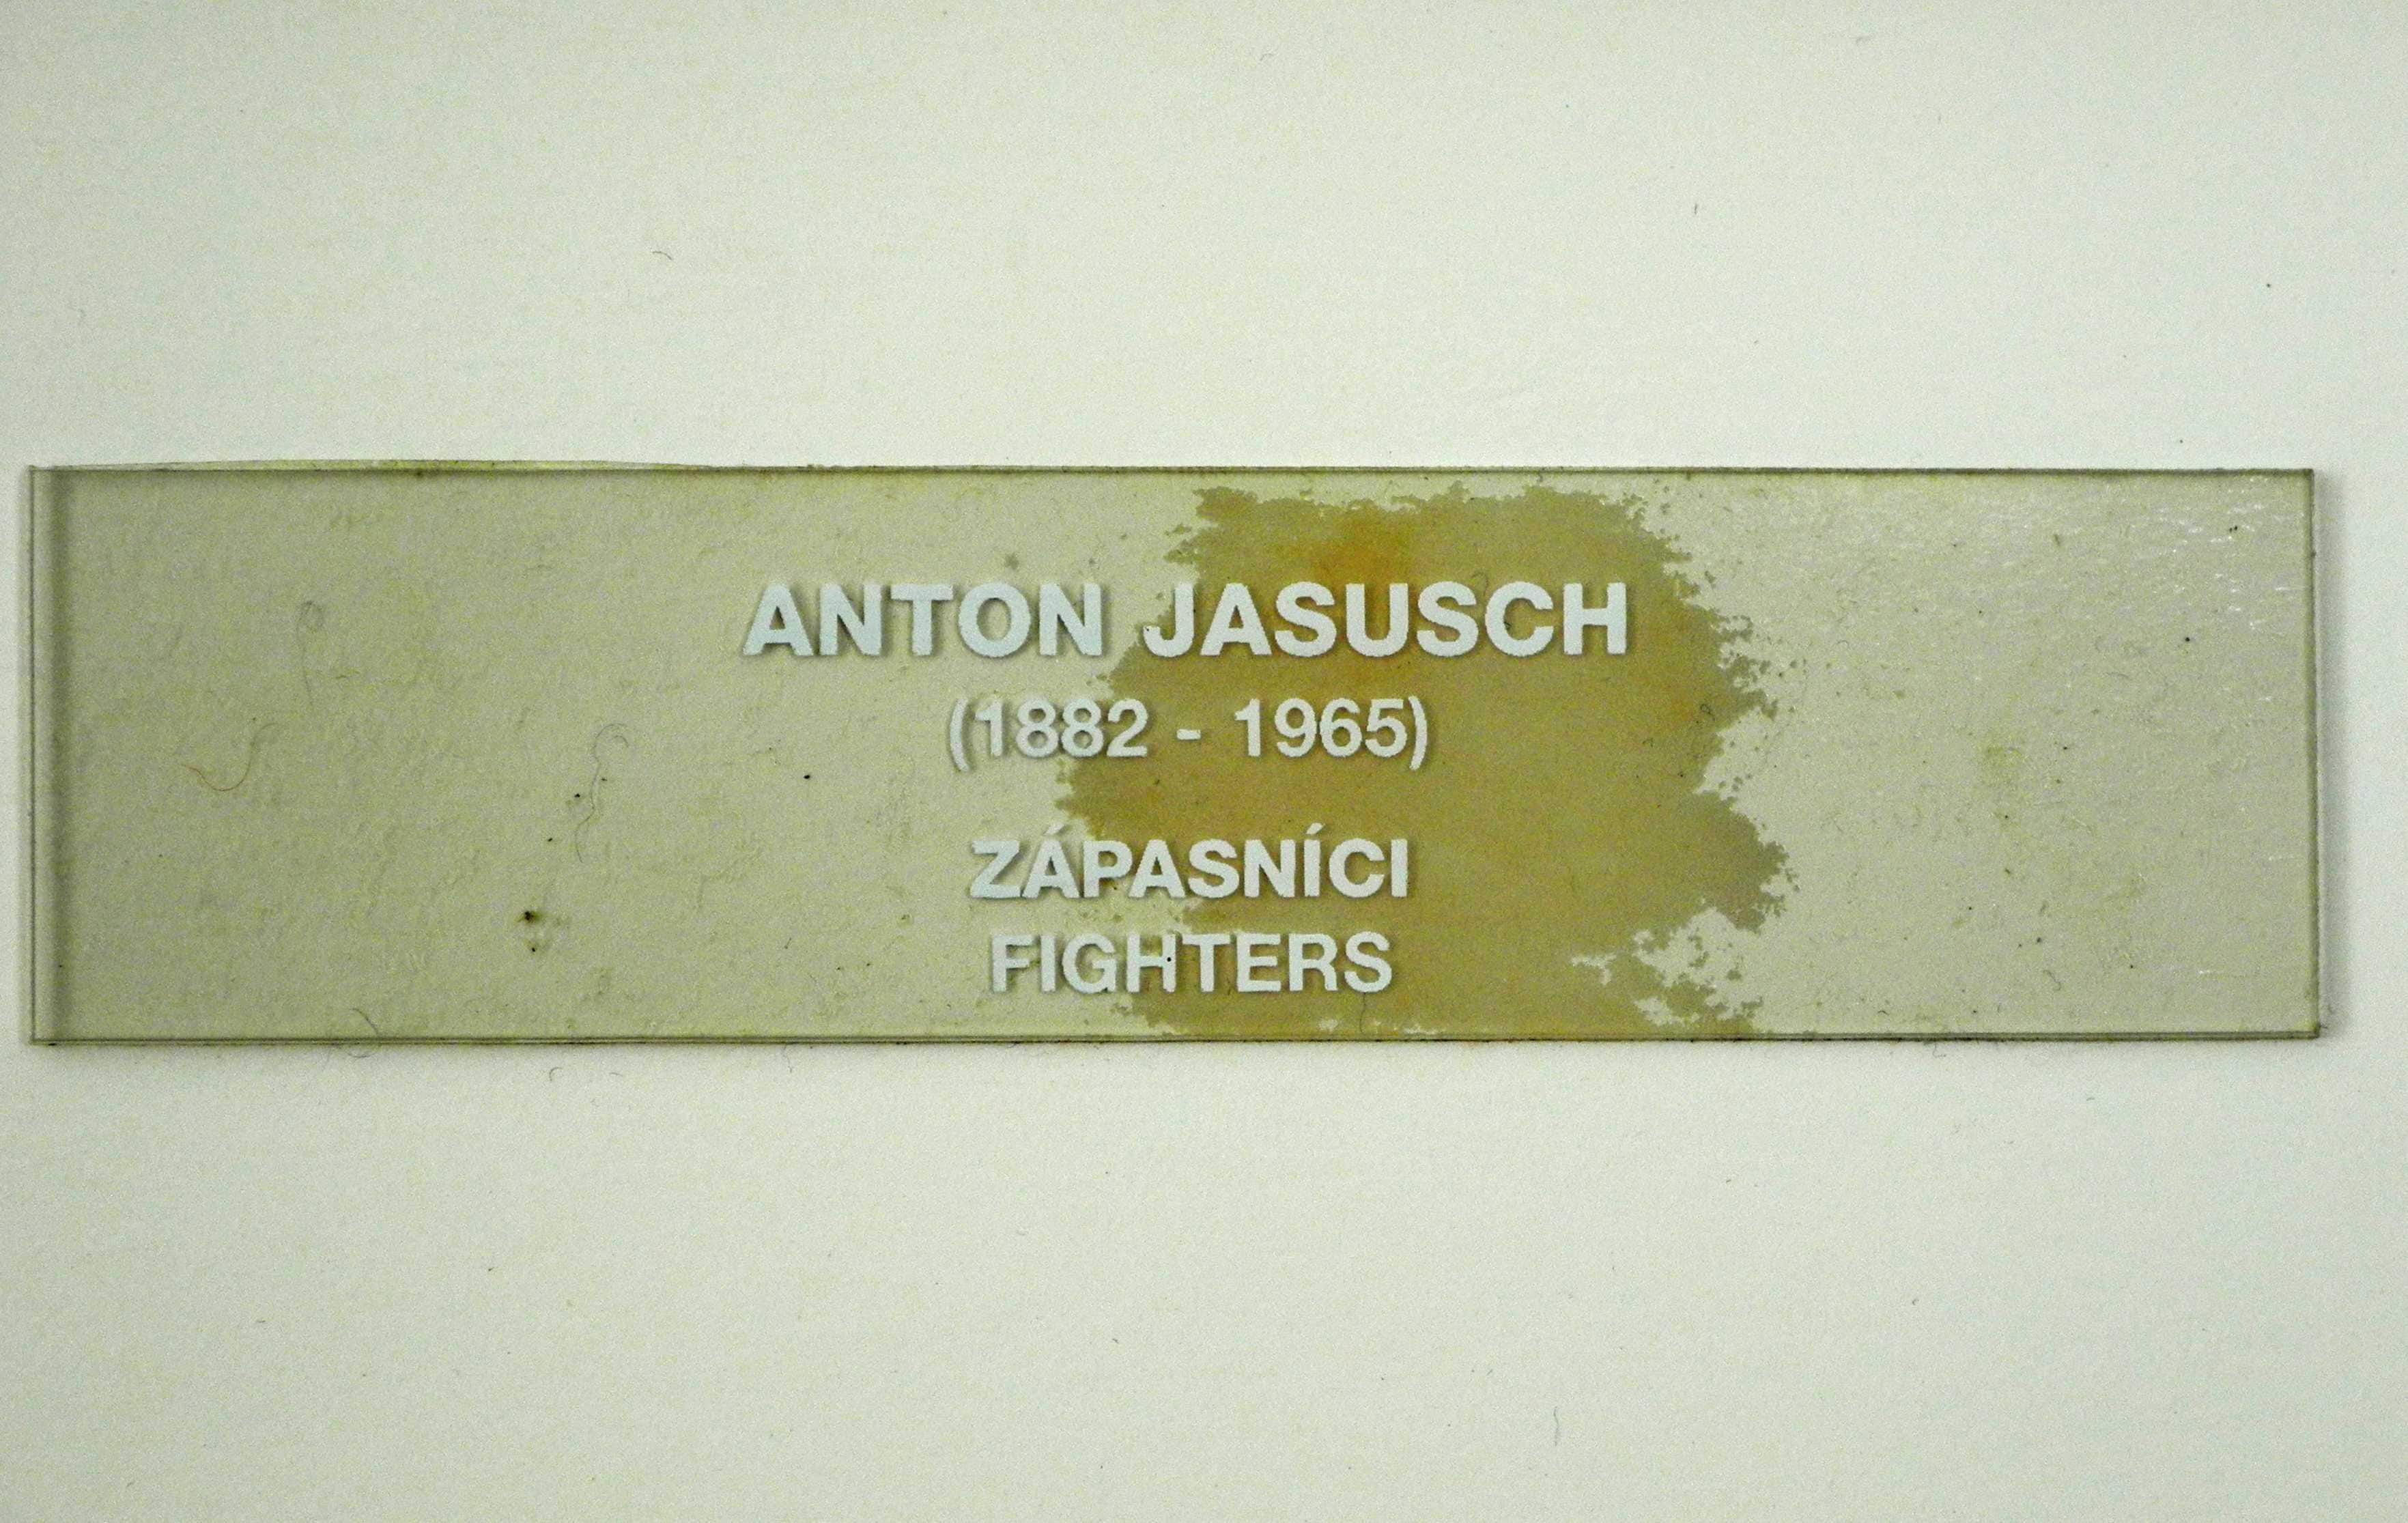 ANTON JASUSCH
(1882 - 1965)
ZÁPASNÍCI
FIGHTERS